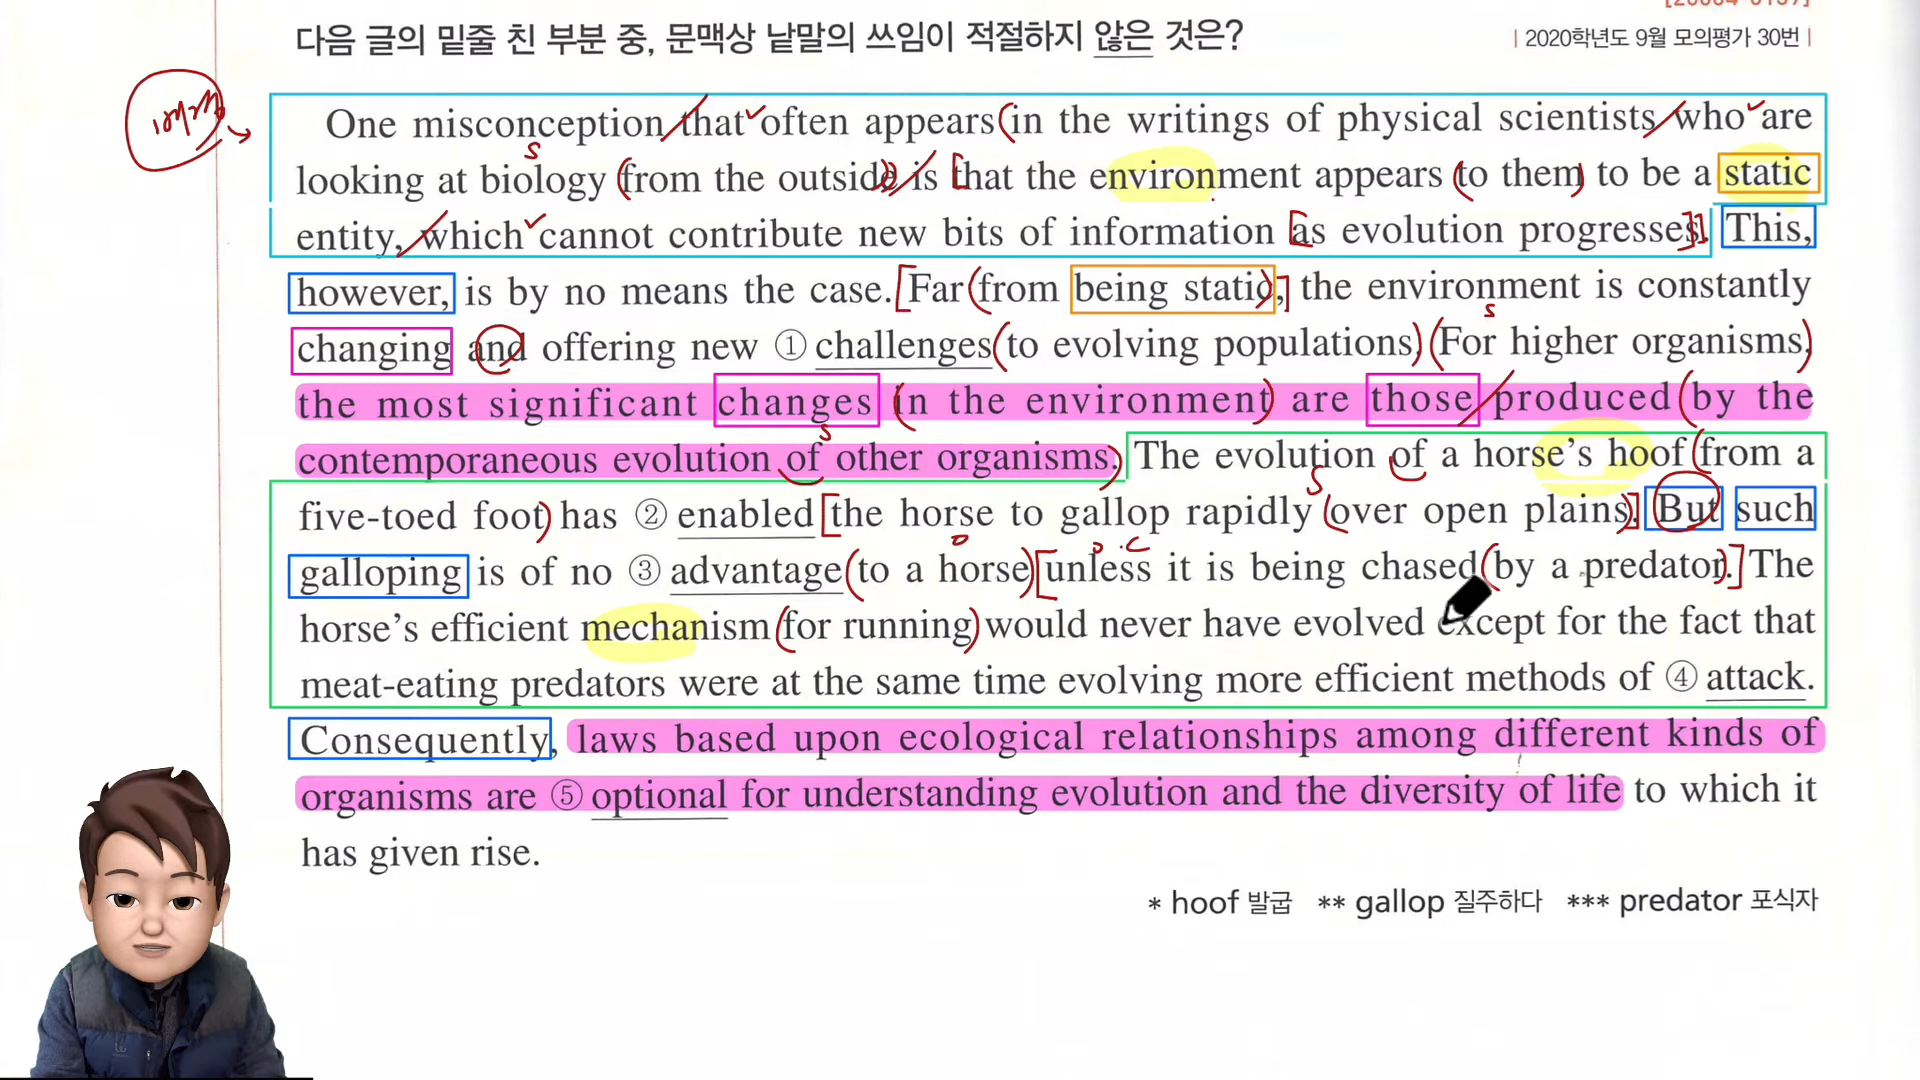 다음 글의 밑줄 친 부분 중, 문맥상 낱말의 쓰임이 적절하지 않은 것은?
| 2020학년도 9월 모의평가 30번 |
One misconception that often appears in the writings of physical scientists who are
looking at biology from the outside is that the environment appears to them to be a static
entity, which cannot contribute new bits of information as evolution progresses. This,
however, is by no means the case. Far from being static, the environment is constantly
changing and offering new ① challenges to evolving populations. For higher organisms,
the most significant changes in the environment are those produced by the
contemporaneous evolution of other organisms. The evolution of a horse's hoof from a
five-toed foot has ② enabled the horse to gallop rapidly over open plains. But such
galloping is of no ③ advantage to a horse unless it is being chased by a predator. The
horse's efficient mechanism for running would never have evolved except for the fact that
meat-eating predators were at the same time evolving more efficient methods of ④ attack.
Consequently, laws based upon ecological relationships among different kinds of
organisms are ⑤ optional for understanding evolution and the diversity of life to which it
has given rise.
* hoof 발굽 ** gallop 질주하다 *** predator 포식자